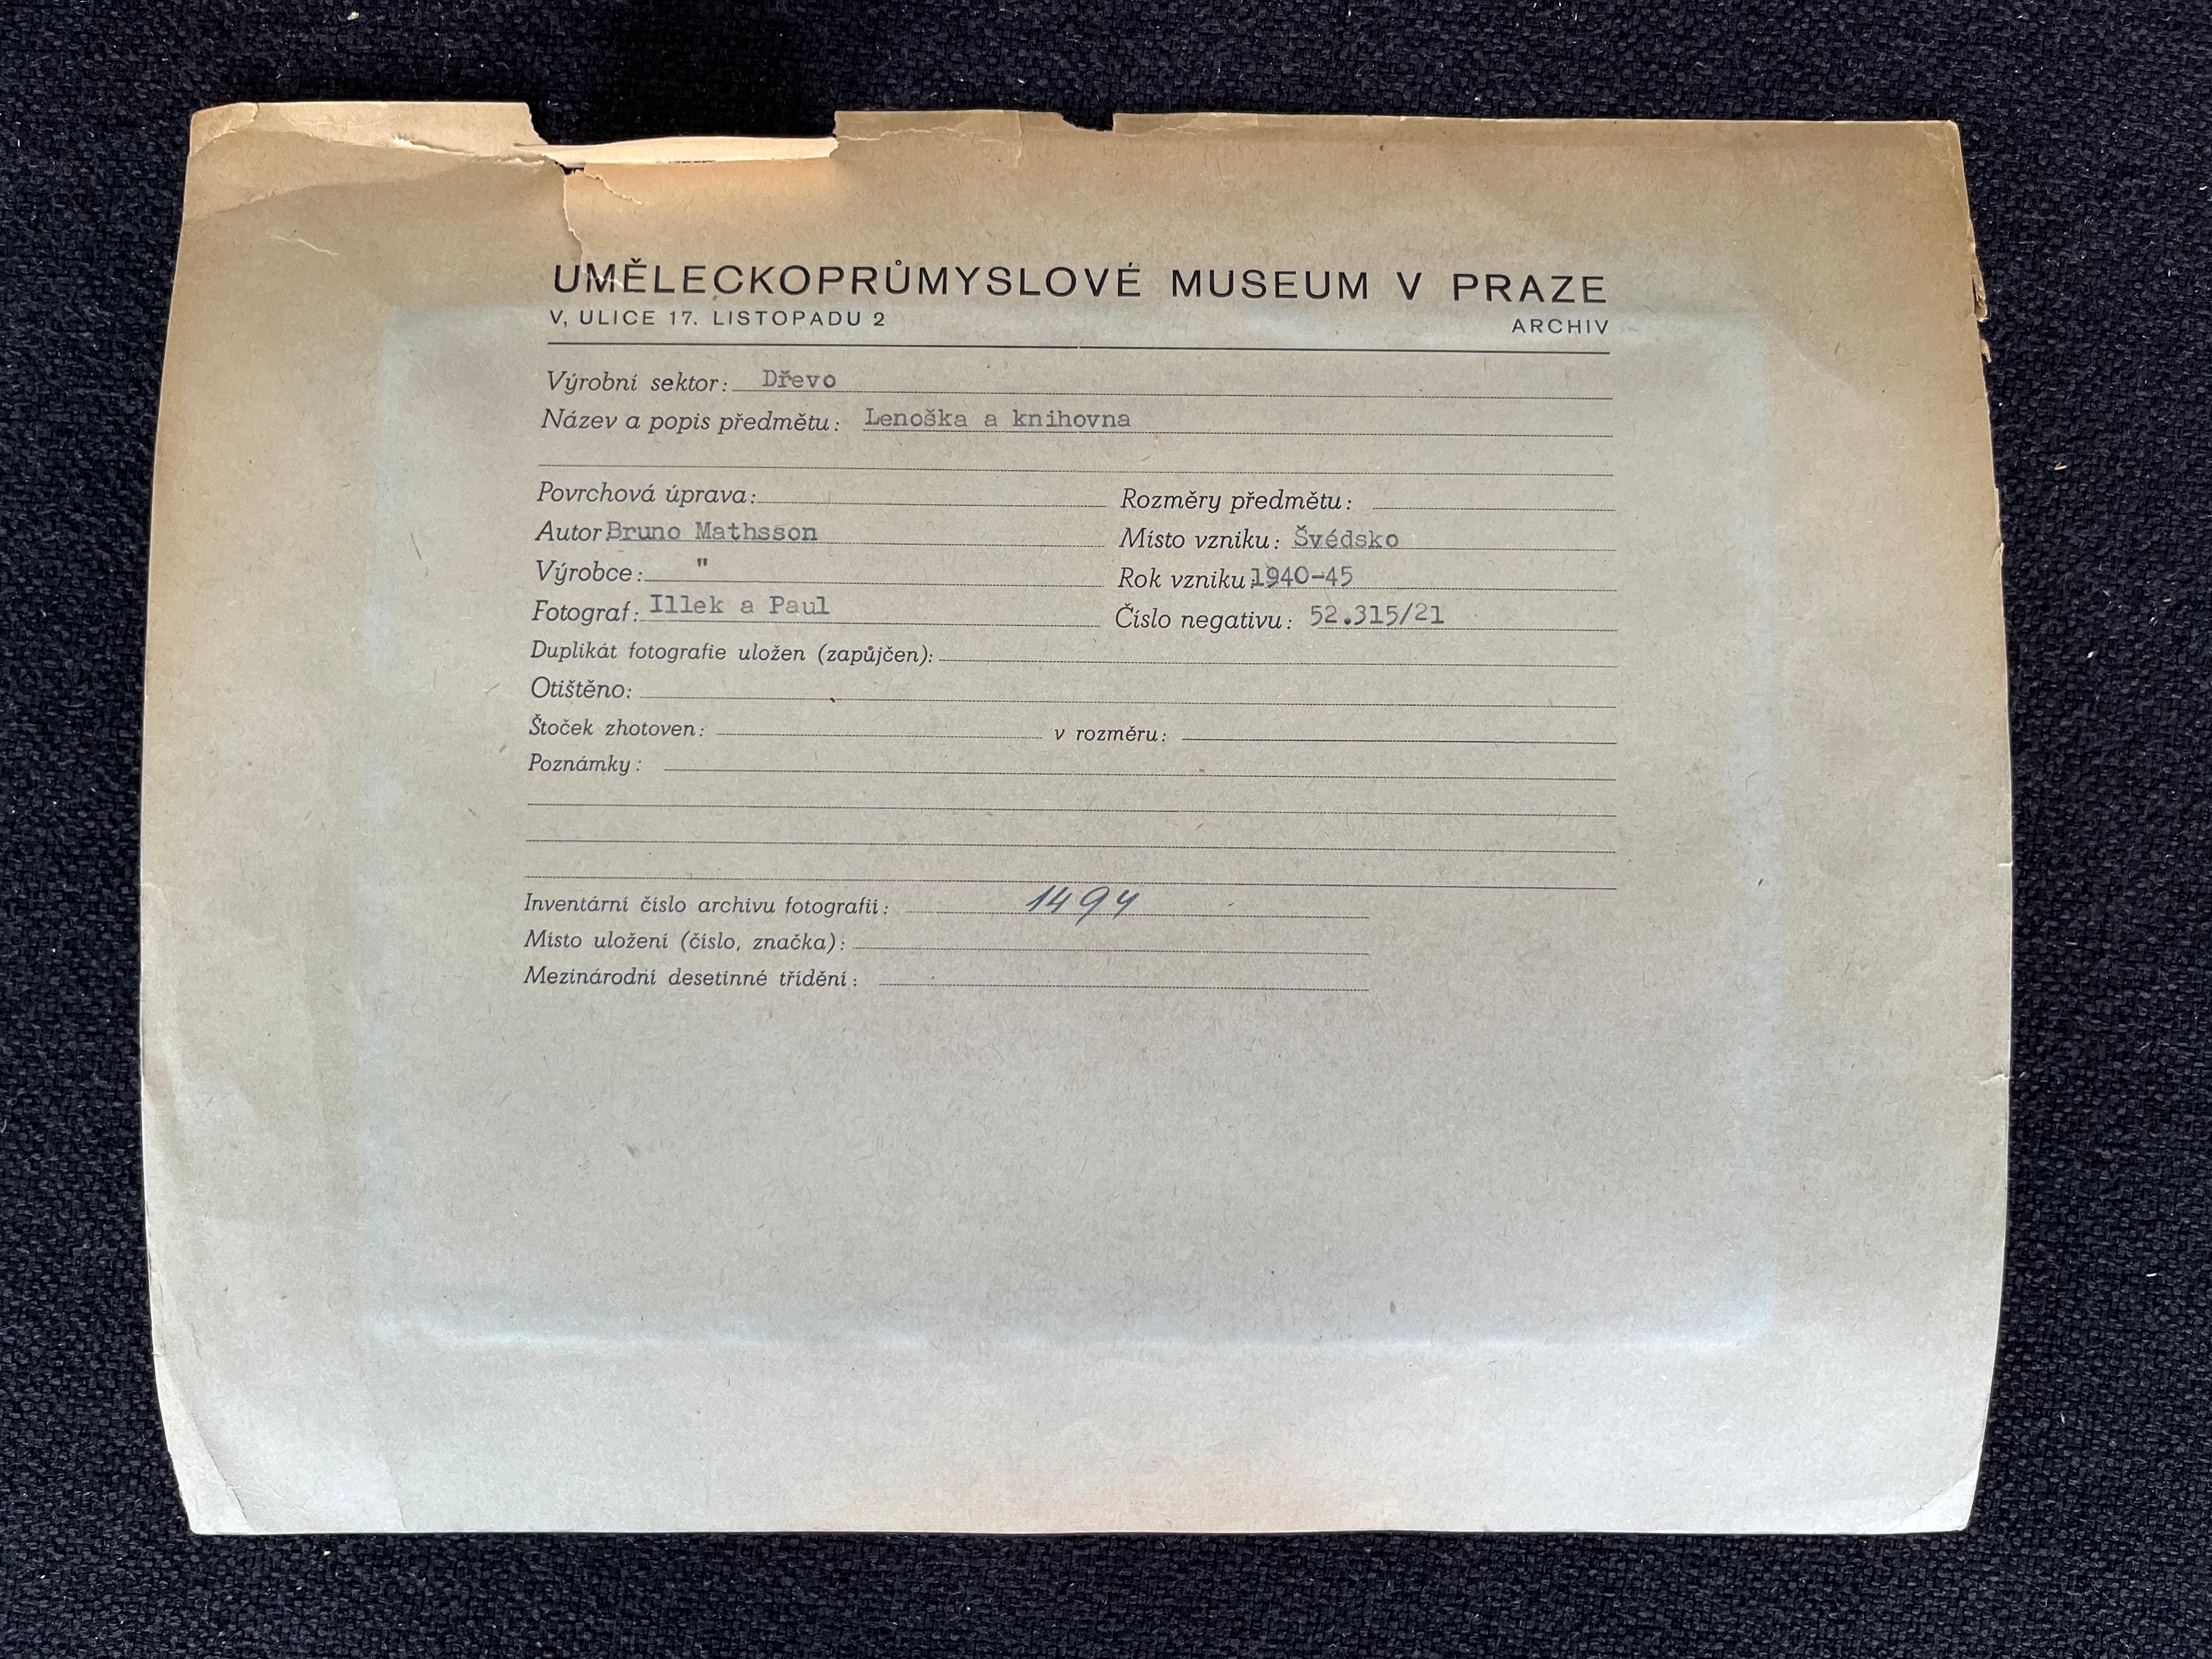 UMĚLECKOPRŮMYSLOVÉ MUSEUM V PRAZE
V, ULICE 17. LISTOPADU 2 ARCHIV
Výrobní sektor: Dřevo
Název a popis předmětu: Lenoška a knihovna
Povrchová úprava: Rozměry předmětu:
Autor Bruno Mathsson Místo vzniku: Švédsko
Výrobce: " Rok vzniku: 1940-45
Fotograf: Illek a Paul Číslo negativu: 52.315/21
Duplikát fotografie uložen (zapůjčen):
Otištěno:
Štoček zhotoven: v rozměru:
Poznámky:
Inventární číslo archivu fotografií: 1494
Místo uložení (číslo, značka):
Mezinárodní desetinné třídění: